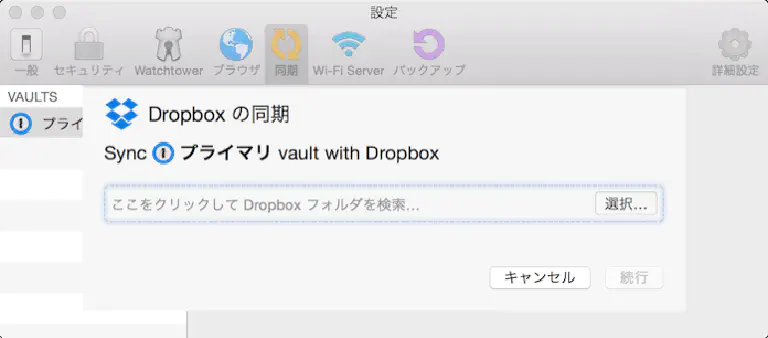 設定
一般 セキュリティ Watchtower ブラウザ 同期 Wi-Fi Server バックアップ 詳細設定
VAULTS
プライ
Dropbox の同期
Sync プライマリ vault with Dropbox
ここをクリックして Dropbox フォルダを検索... 選択...
キャンセル 続行